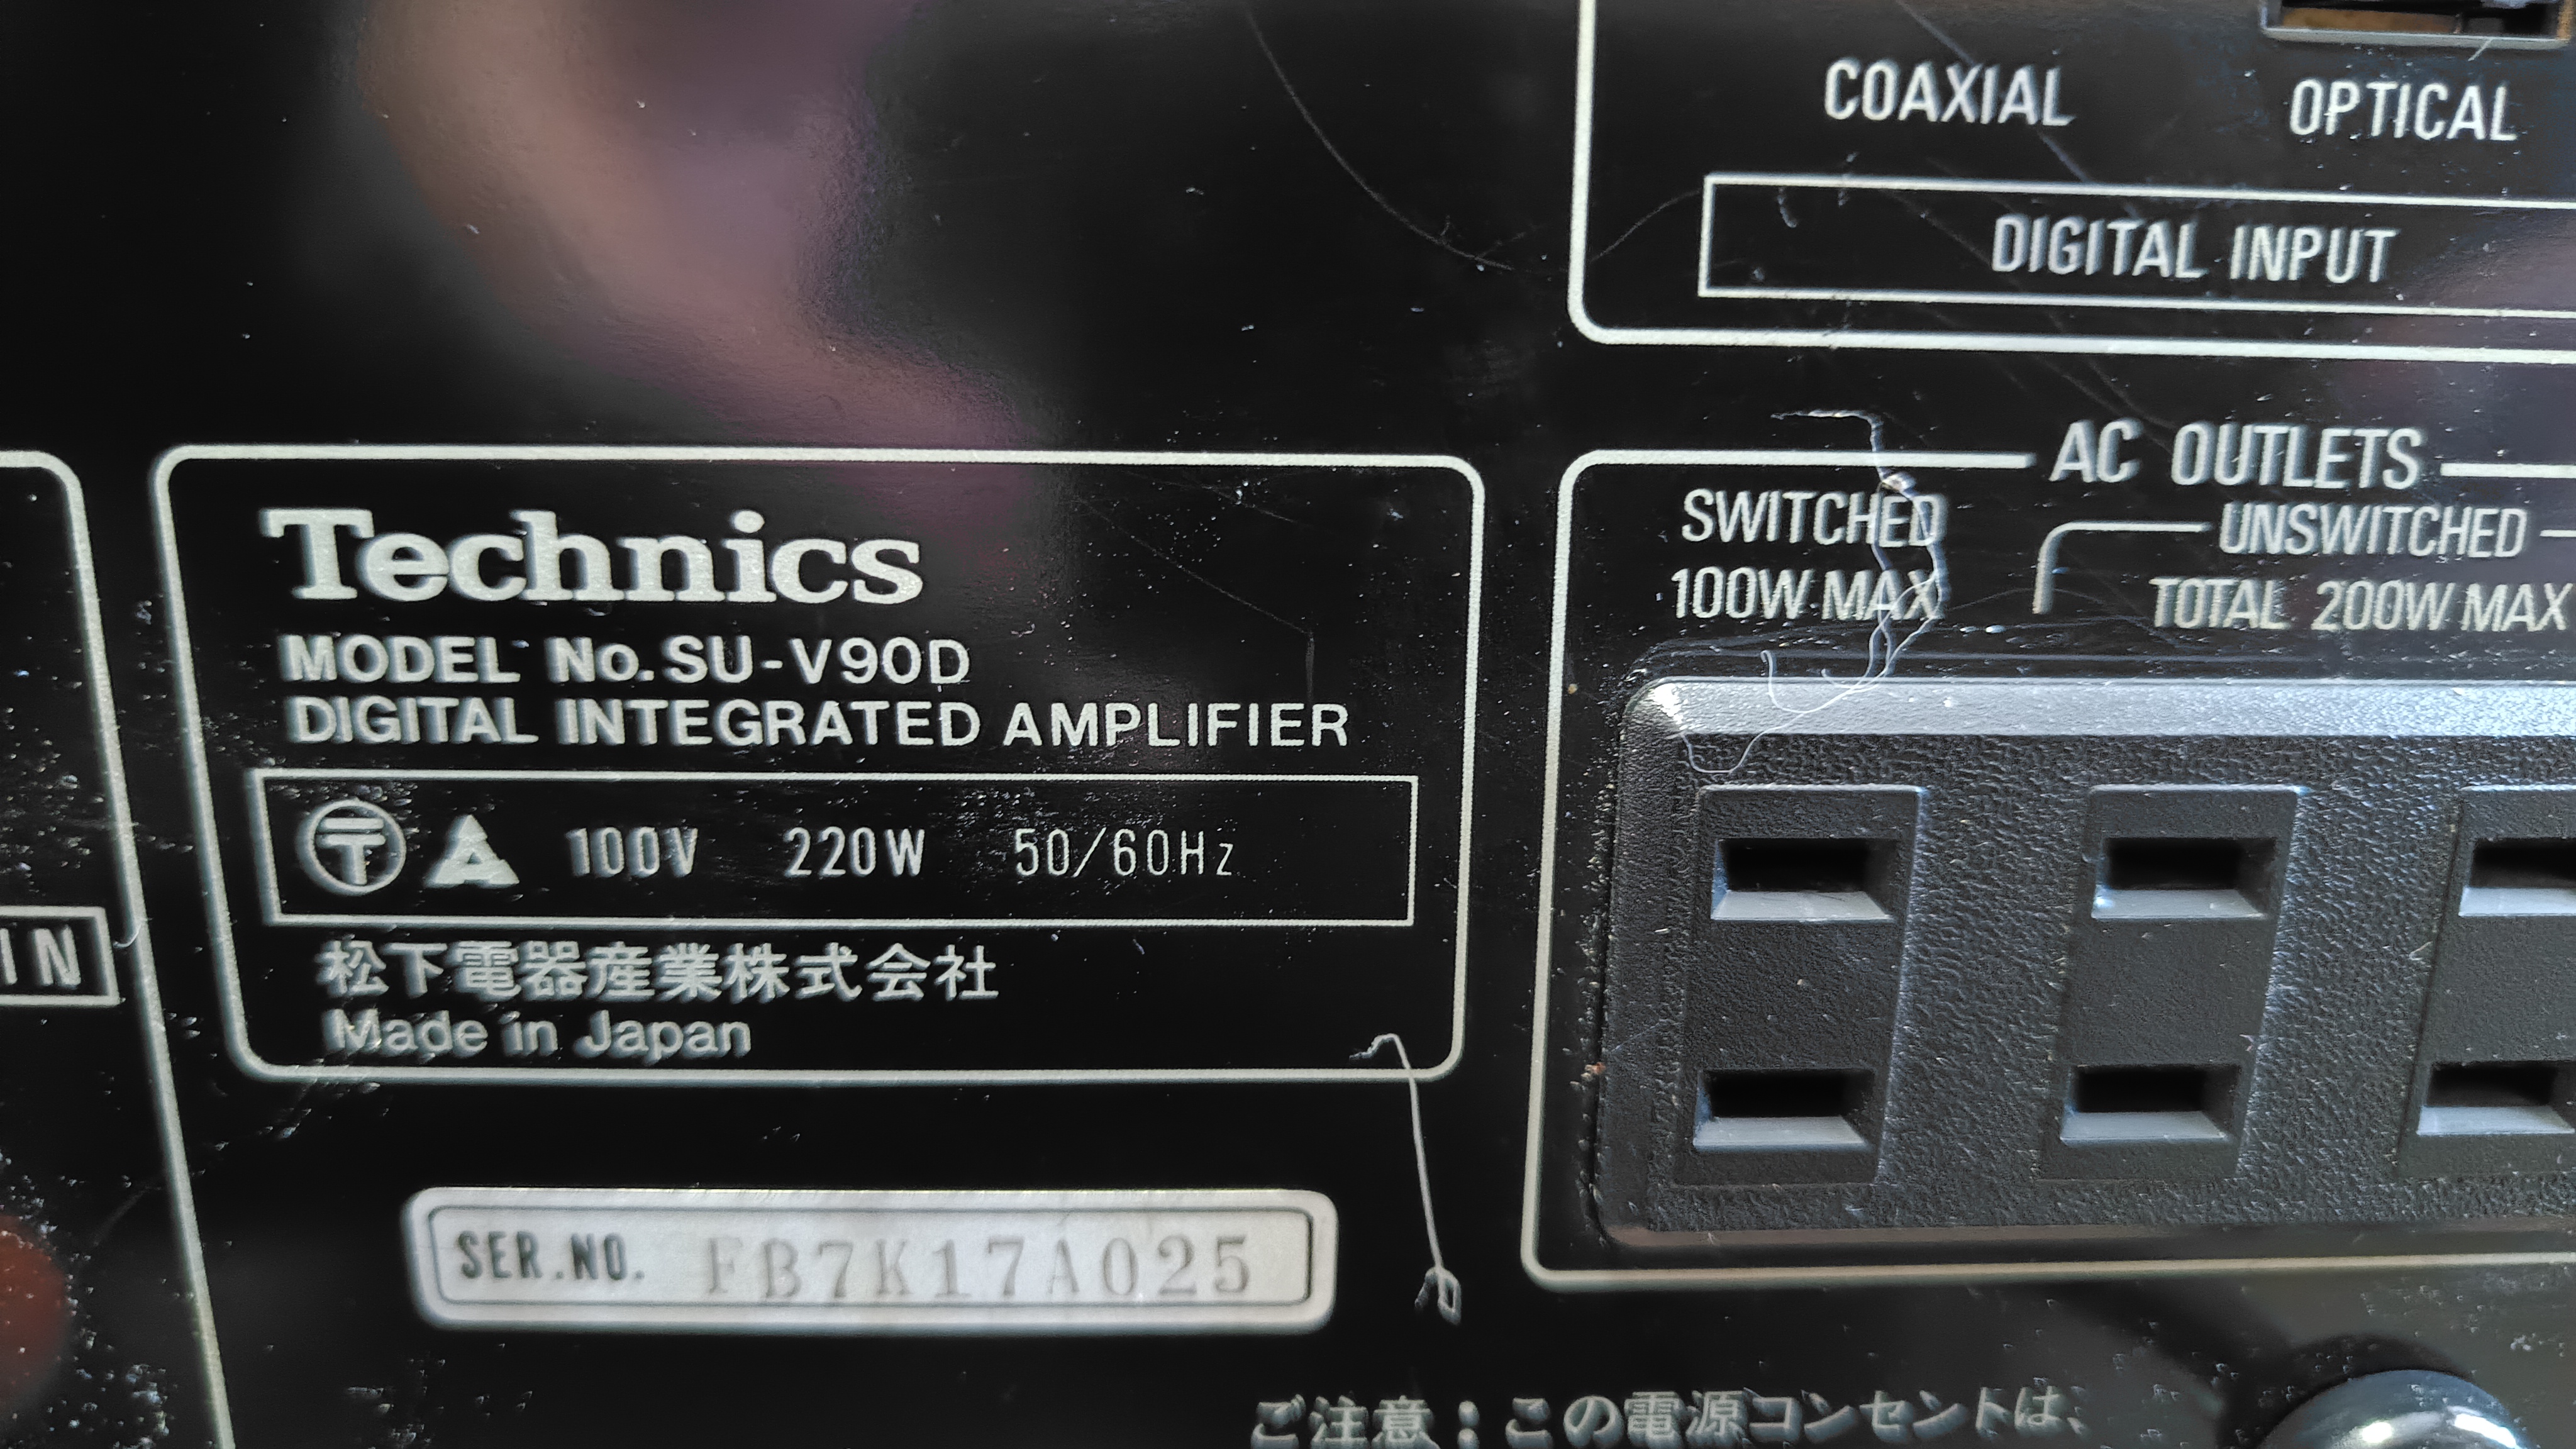 COAXIAL
OPTICAL
DIGITAL INPUT
AC OUTLETS
SWITCHED
100W MAX
UNSWITCHED
TOTAL 200W MAX
Technics
MODEL No. SU-V90D
DIGITAL INTEGRATED AMPLIFIER
100V 220W 50/60Hz
松下電器産業株式会社
Made in Japan
IN
SER.NO. FB7K17A025
ご注意：この電源コンセントは、